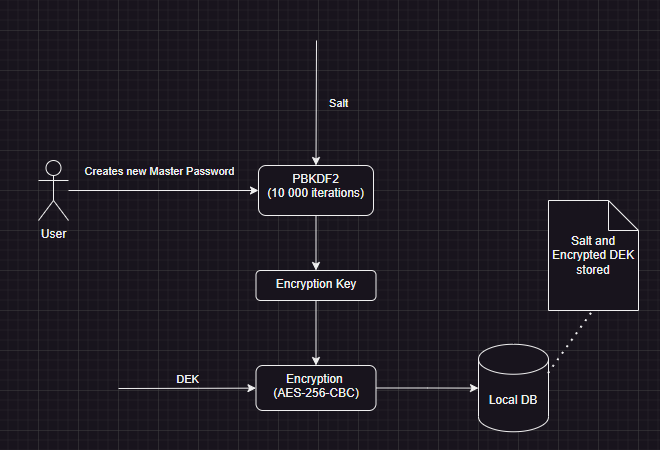 Salt
Creates new Master Password
PBKDF2
(10 000 iterations)
User
Salt and
Encrypted DEK
stored
Encryption Key
DEK
Encryption
(AES-256-CBC)
Local DB